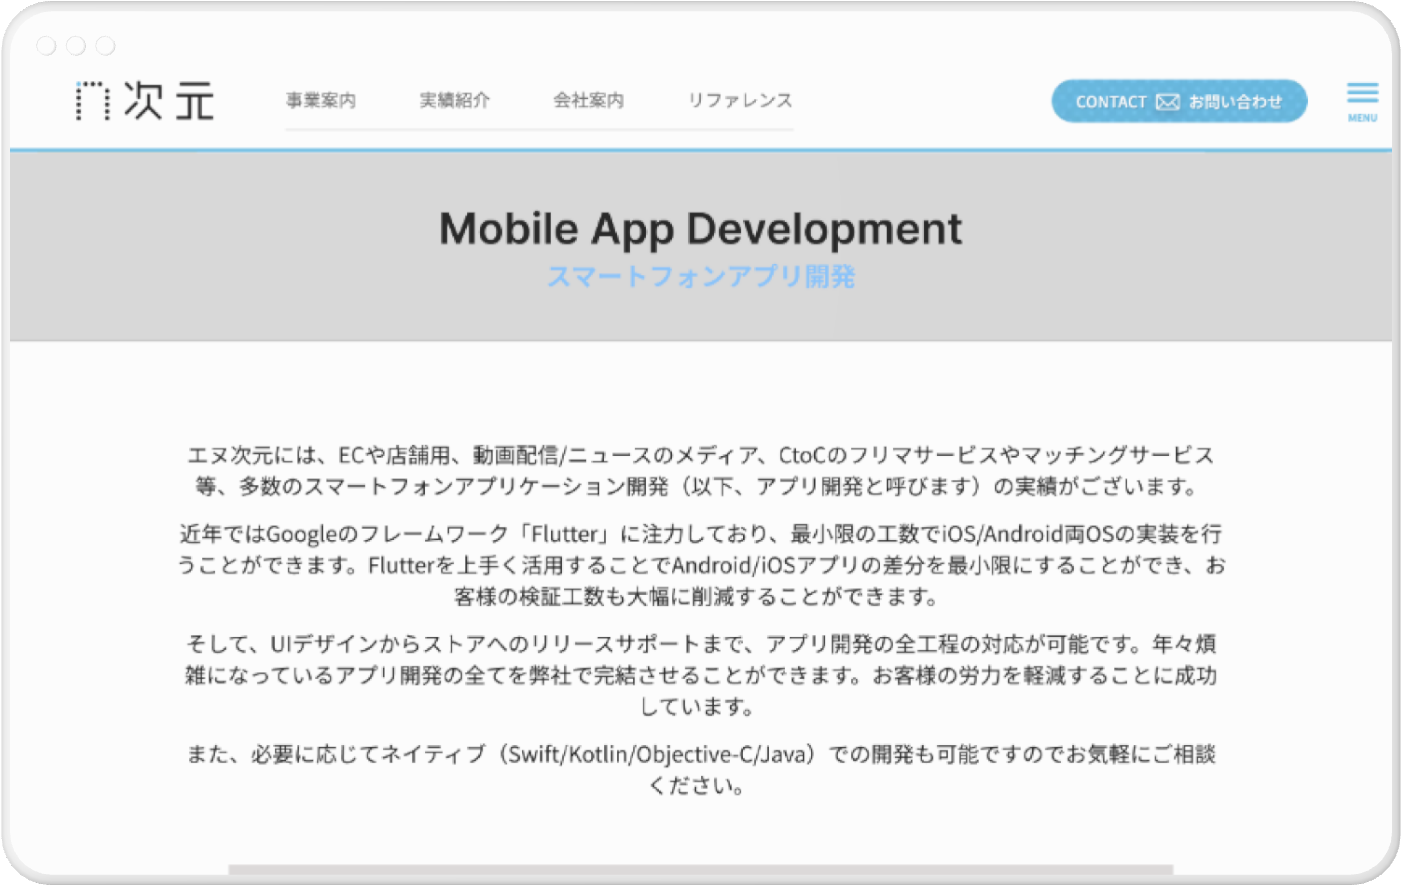 n次元
事業案内 実績紹介 会社案内 リファレンス
CONTACT お問い合わせ
MENU
Mobile App Development
スマートフォンアプリ開発
エヌ次元には、ECや店舗用、動画配信/ニュースのメディア、CtoCのフリマサービスやマッチングサービス
等、多数のスマートフォンアプリケーション開発（以下、アプリ開発と呼びます）の実績がございます。
近年ではGoogleのフレームワーク「Flutter」に注力しており、最小限の工数でiOS/Android両OSの実装を行
うことができます。Flutterを上手く活用することでAndroid/iOSアプリの差分を最小限にすることができ、お
客様の検証工数も大幅に削減することができます。
そして、UIデザインからストアへのリリースサポートまで、アプリ開発の全工程の対応が可能です。年々煩
雑になっているアプリ開発の全てを弊社で完結させることができます。お客様の労力を軽減することに成功
しています。
また、必要に応じてネイティブ（Swift/Kotlin/Objective-C/Java）での開発も可能ですのでお気軽にご相談
ください。